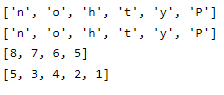 ['n', 'o', 'h', 't', 'y', 'P']
['n', 'o', 'h', 't', 'y', 'P']
[8, 7, 6, 5]
[5, 3, 4, 2, 1]